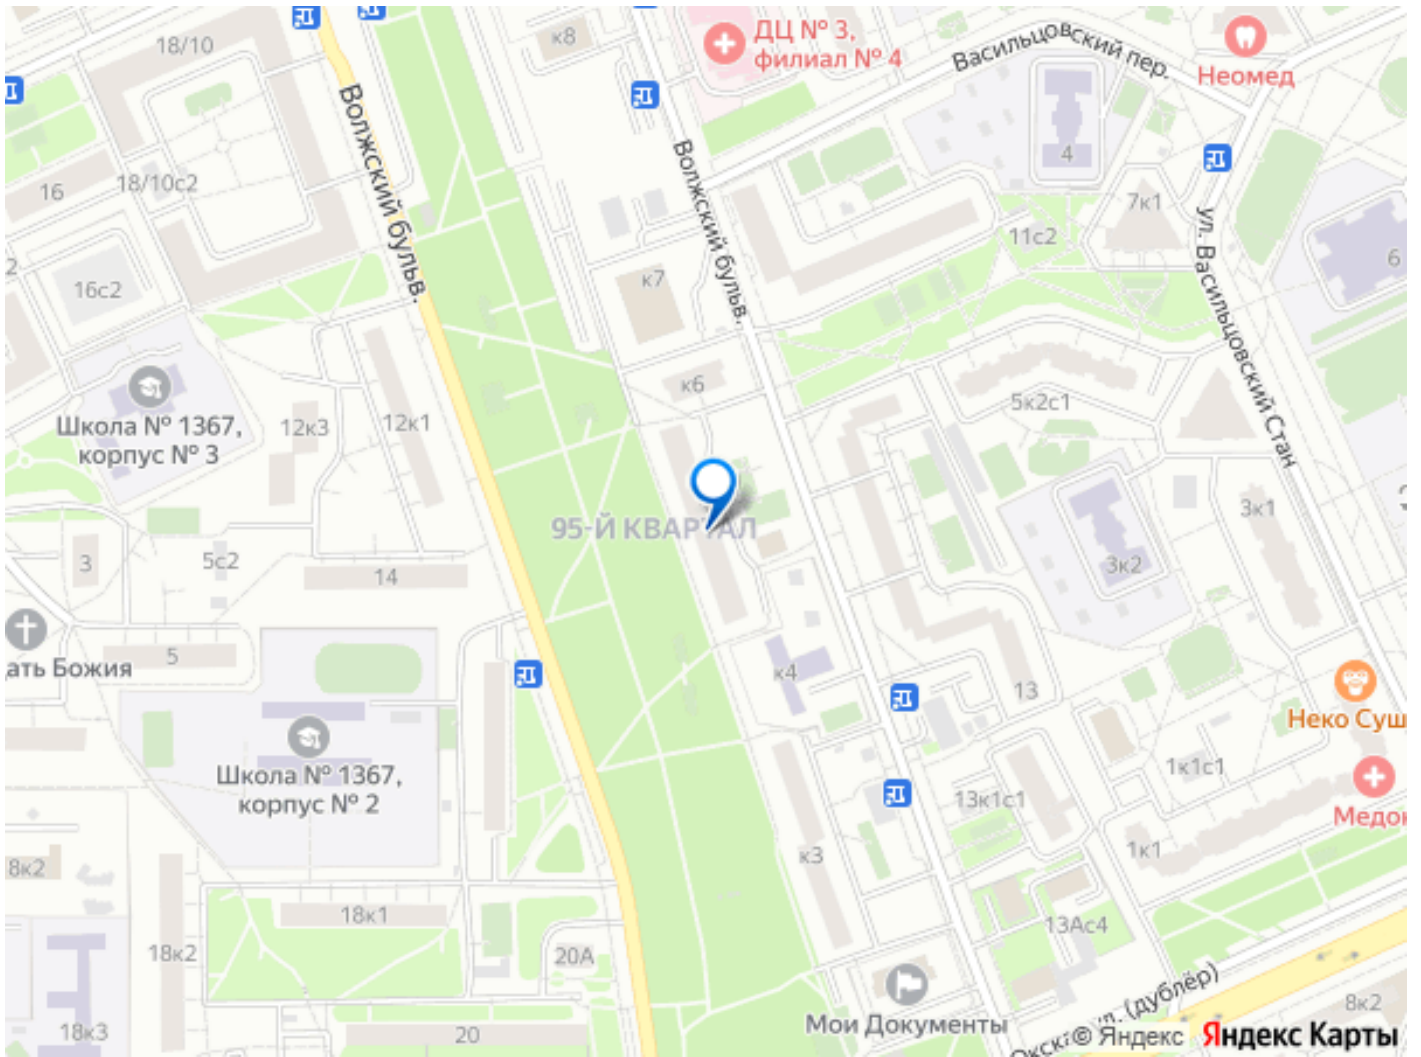 18/10
к8
ДЦ № 3,
филиал № 4
Васильцовский пер.
Неомед
Волжский бульв.
Волжский бульв.
4
16
18/10с2
7к1
ул. Васильцовский Стан
11с2
6
2
16с2
к7
к6
5к2с1
Школа № 1367,
корпус № 3
12к3
12к1
95-Й КВАРТАЛ
3к1
3
5с2
14
3к2
ать Божия
5
к4
13
Неко Суш
Школа № 1367,
корпус № 2
1к1с1
13к1с1
Медо
8к2
к3
1к1
18к1
13Ас4
18к2
20А
Мои Документы
(дублёр)
8к2
18к3
20
© Яндекс Яндекс Карты